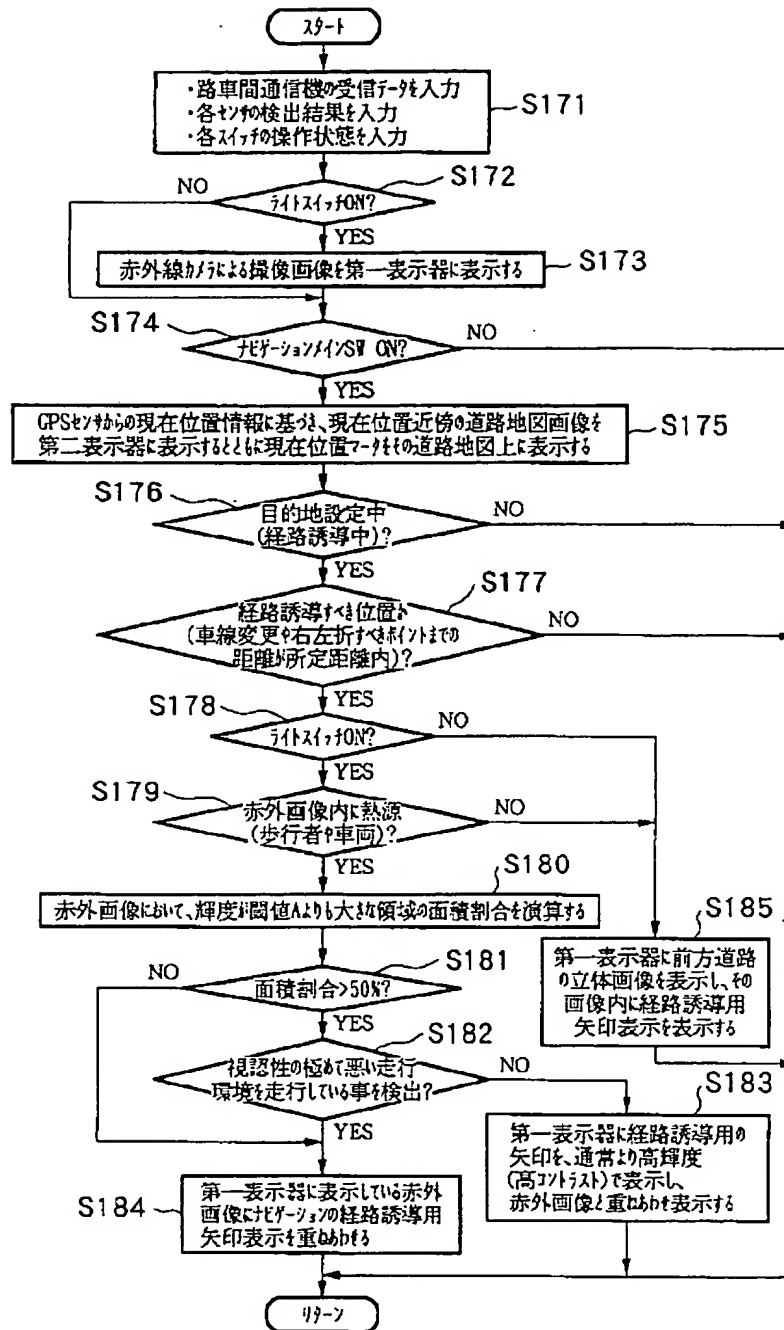 スタート
・路車間通信機の受信データを入力
・各センサの検出結果を入力
・各スイッチの操作状態を入力
S171
S172
NO
ライトスイッチON?
YES
赤外線カメラによる撮像画像を第一表示器に表示する
S173
S174
NO
ナビゲーションメインSW ON?
YES
GPSセンサからの現在位置情報に基づき、現在位置近傍の道路地図画像を
第二表示器に表示するとともに現在位置マークをその道路地図上に表示する
S175
S176
NO
目的地設定中
(経路誘導中)?
YES
S177
経路誘導すべき位置か
(車線変更や右左折すべきポイントまでの
距離が所定距離内)?
NO
YES
S178
NO
ライトスイッチON?
YES
S179
NO
赤外画像内に熱源
(歩行者や車両)?
YES
S180
赤外画像において、輝度が閾値Aよりも大きな領域の面積割合を演算する
S185
第一表示器に前方道路
の立体画像を表示し、その
画像内に経路誘導用
矢印表示を表示する
NO
S181
面積割合>50%?
S182
視認性の極めて悪い走行
環境を走行している事を検出?
NO
YES
S183
第一表示器に経路誘導用の
矢印を、通常より高輝度
(高コントラスト)で表示し、
赤外画像と重ねあわせ表示する
S184
第一表示器に表示している赤外
画像にナビゲーションの経路誘導用
矢印表示を重ねあわせる
リターン